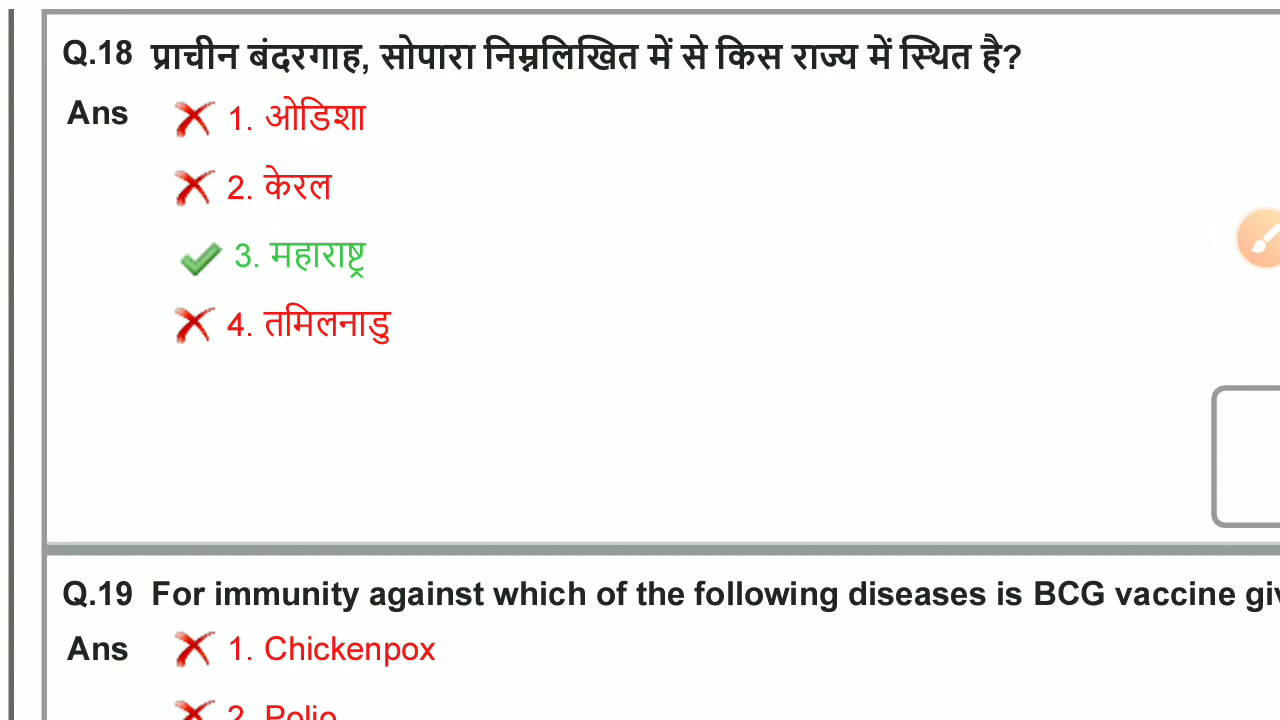 Q.18 प्राचीन बंदरगाह, सोपारा निम्नलिखित में से किस राज्य में स्थित है?
Ans 1. ओडिशा
2. केरल
3. महाराष्ट्र
4. तमिलनाडु
Q.19 For immunity against which of the following diseases is BCG vaccine
Ans 1. Chickenpox
2. Polio